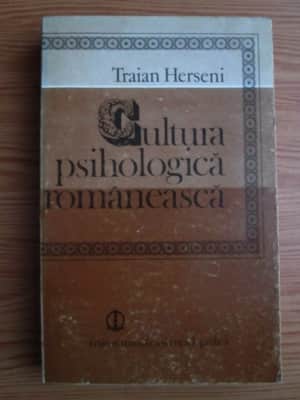 Traian Herseni
Cultura
psihologică
românească